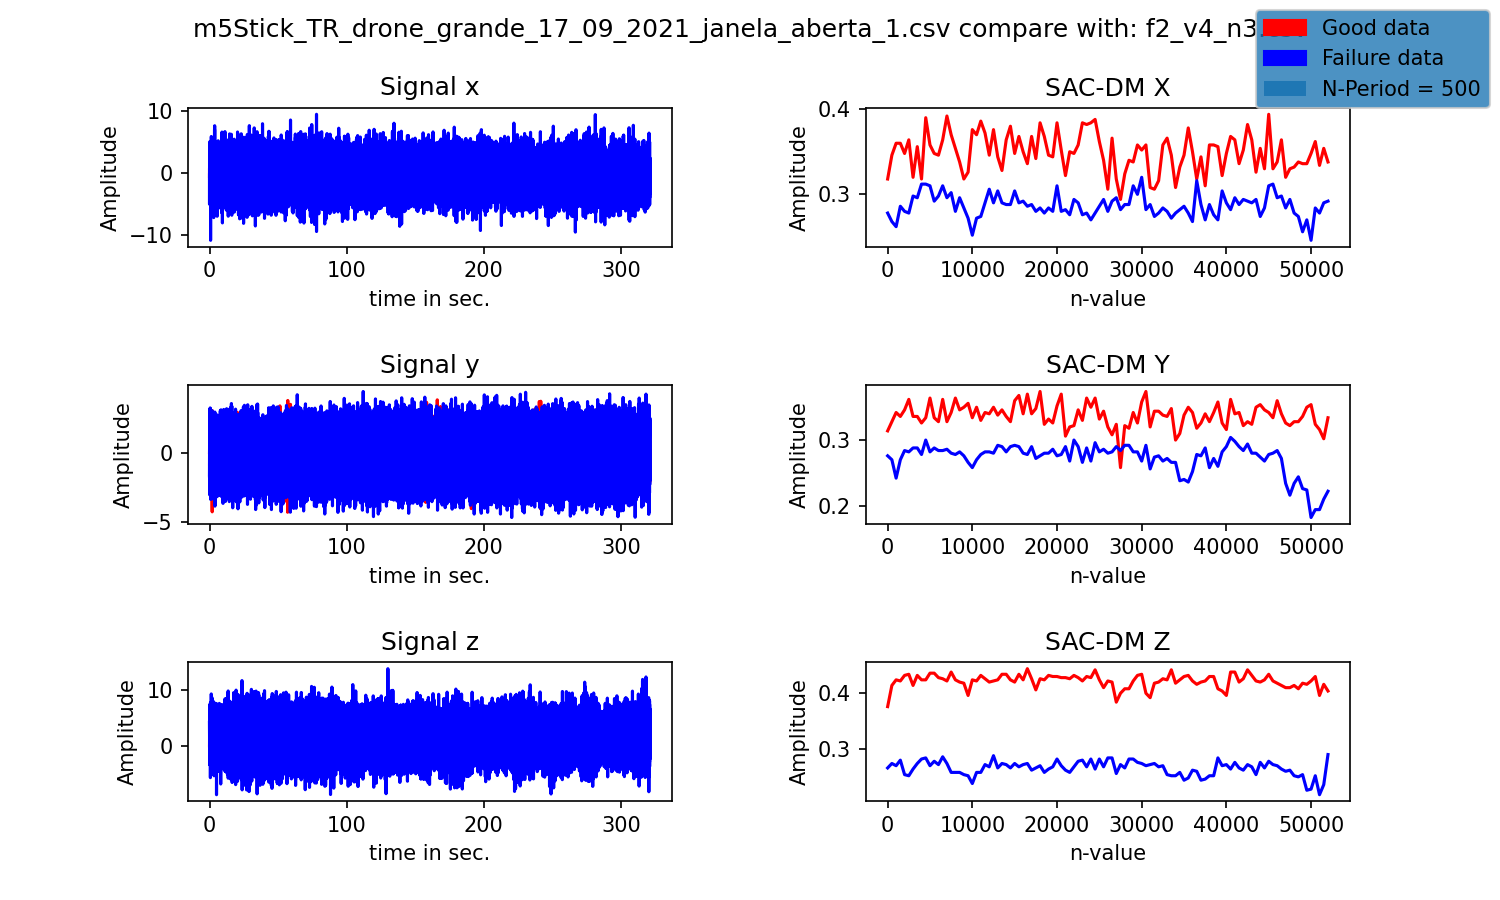 m5Stick_TR_drone_grande_17_09_2021_janela_aberta_1.csv compare with: f2_v4_n3.csv
Good data
Failure data
N-Period = 500
Signal x
Amplitude
10
0
−10
0 100 200 300
time in sec.
SAC-DM X
Amplitude
0.4
0.3
0 10000 20000 30000 40000 50000
n-value
Signal y
Amplitude
0
−5
0 100 200 300
time in sec.
SAC-DM Y
Amplitude
0.3
0.2
0 10000 20000 30000 40000 50000
n-value
Signal z
Amplitude
10
0
0 100 200 300
time in sec.
SAC-DM Z
Amplitude
0.4
0.3
0 10000 20000 30000 40000 50000
n-value